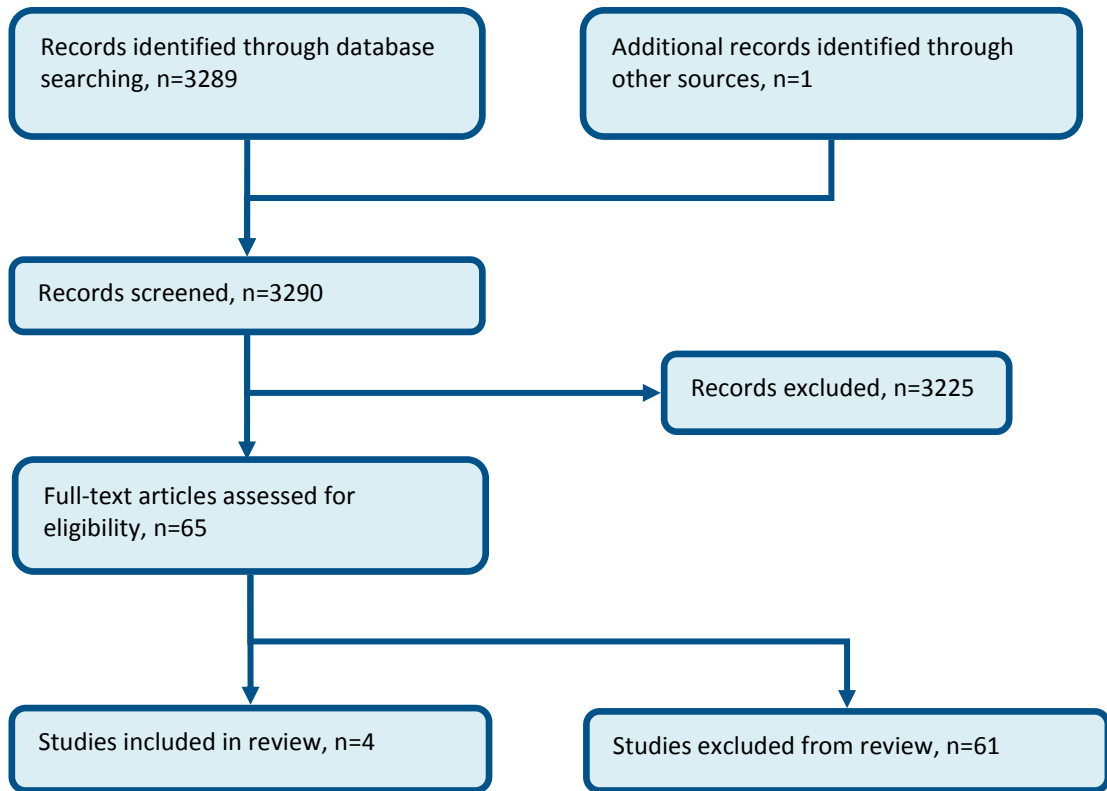 Records identified through database
searching, n=3289
Additional records identified through
other sources, n=1
Records screened, n=3290
Records excluded, n=3225
Full-text articles assessed for
eligibility, n=65
Studies included in review, n=4
Studies excluded from review, n=61